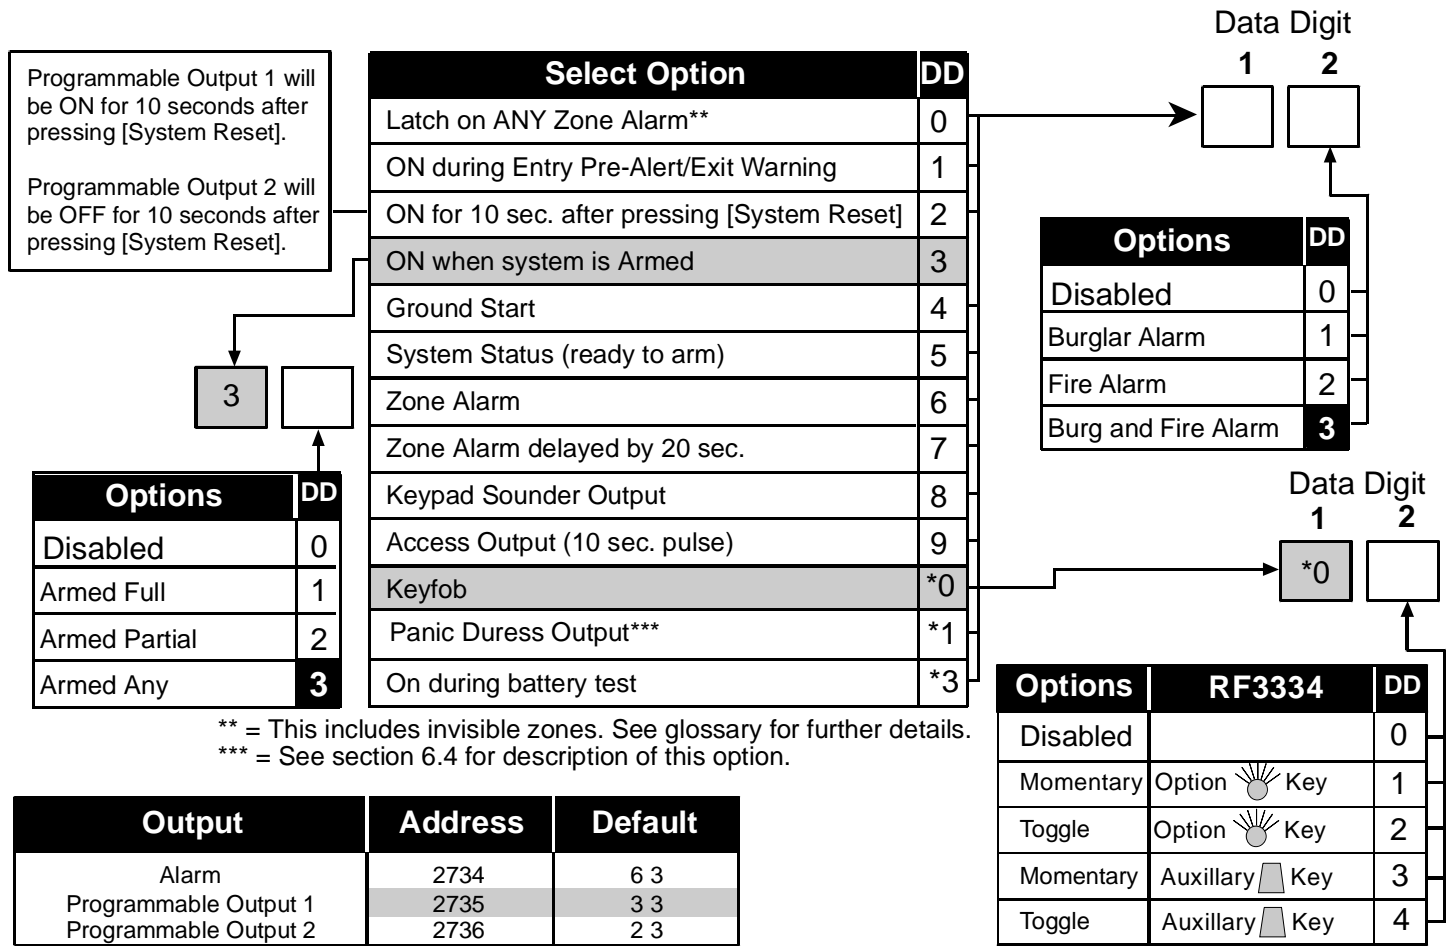 Data Digit
1 2
Programmable Output 1 will
be ON for 10 seconds after
pressing [System Reset].
Programmable Output 2 will
be OFF for 10 seconds after
pressing [System Reset].
Select Option DD
Latch on ANY Zone Alarm** 0
ON during Entry Pre-Alert/Exit Warning 1
ON for 10 sec. after pressing [System Reset] 2
ON when system is Armed 3
Ground Start 4
System Status (ready to arm) 5
Zone Alarm 6
Zone Alarm delayed by 20 sec. 7
Keypad Sounder Output 8
Access Output (10 sec. pulse) 9
Keyfob *0
Panic Duress Output*** *1
On during battery test *3
Options DD
Disabled 0
Burglar Alarm 1
Fire Alarm 2
Burg and Fire Alarm 3
3
Options DD
Disabled 0
Armed Full 1
Armed Partial 2
Armed Any 3
Data Digit
1 2
*0
Options RF3334 DD
Disabled 0
Momentary Option Key 1
Toggle Option Key 2
Momentary Auxillary Key 3
Toggle Auxillary Key 4
** = This includes invisible zones. See glossary for further details.
*** = See section 6.4 for description of this option.
Output Address Default
Alarm 2734 6 3
Programmable Output 1 2735 3 3
Programmable Output 2 2736 2 3